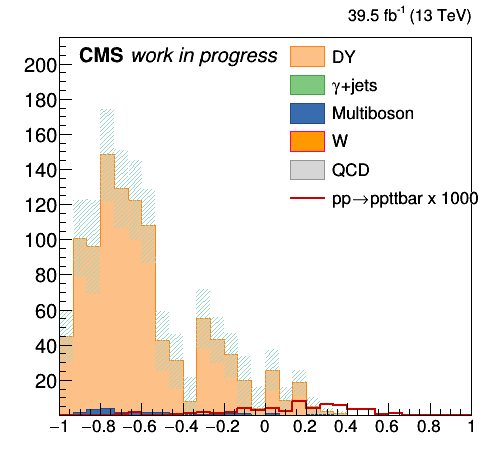 39.5 fb⁻¹ (13 TeV)
CMS work in progress
DY
γ+jets
Multiboson
W
QCD
pp→ppttbar x 1000
200
180
160
140
120
100
80
60
40
20
−1 −0.8 −0.6 −0.4 −0.2 0 0.2 0.4 0.6 0.8 1